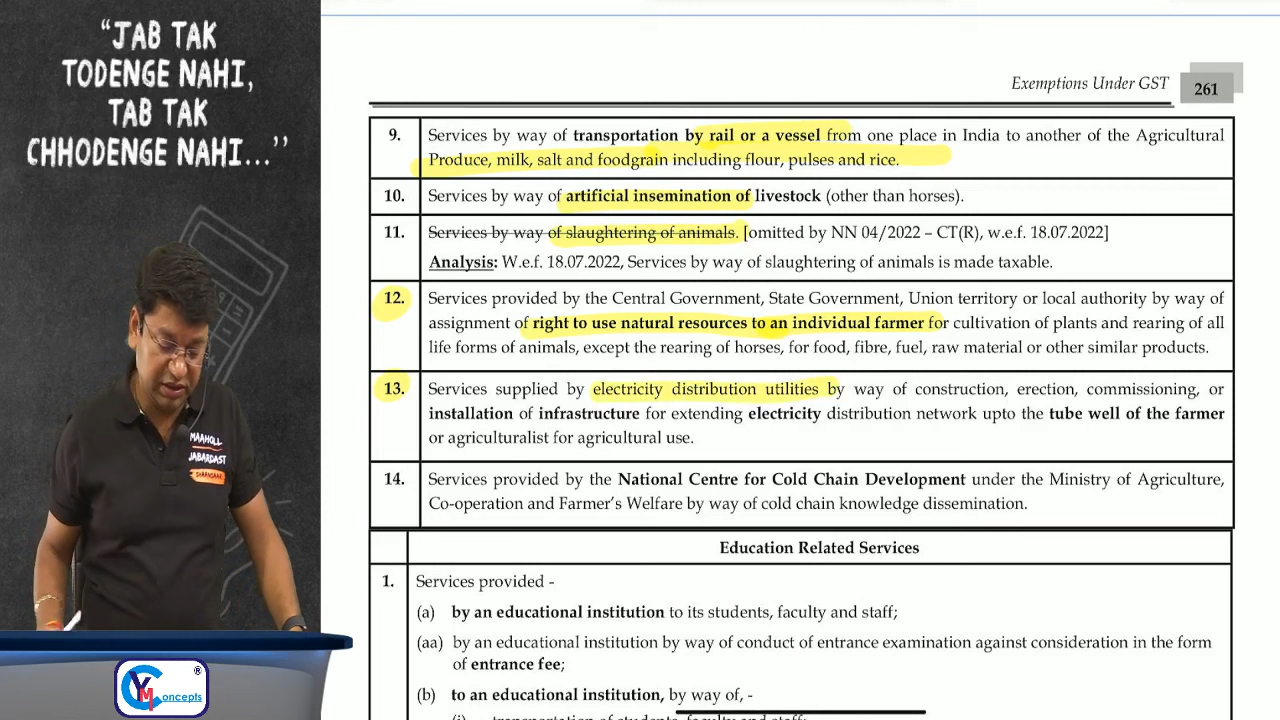 “JAB TAK
TODENGE NAHI,
TAB TAK
CHHODENGE NAHI...’’
MAAHOLL
JABARDAST
SHAANDAAR
CYM Concepts
®
Exemptions Under GST 261
9. Services by way of transportation by rail or a vessel from one place in India to another of the Agricultural
Produce, milk, salt and foodgrain including flour, pulses and rice.
10. Services by way of artificial insemination of livestock (other than horses).
11. Services by way of slaughtering of animals. [omitted by NN 04/2022 – CT(R), w.e.f. 18.07.2022]
Analysis: W.e.f. 18.07.2022, Services by way of slaughtering of animals is made taxable.
12. Services provided by the Central Government, State Government, Union territory or local authority by way of
assignment of right to use natural resources to an individual farmer for cultivation of plants and rearing of all
life forms of animals, except the rearing of horses, for food, fibre, fuel, raw material or other similar products.
13. Services supplied by electricity distribution utilities by way of construction, erection, commissioning, or
installation of infrastructure for extending electricity distribution network upto the tube well of the farmer
or agriculturalist for agricultural use.
14. Services provided by the National Centre for Cold Chain Development under the Ministry of Agriculture,
Co-operation and Farmer’s Welfare by way of cold chain knowledge dissemination.
Education Related Services
1. Services provided -
(a) by an educational institution to its students, faculty and staff;
(aa) by an educational institution by way of conduct of entrance examination against consideration in the form
of entrance fee;
(b) to an educational institution, by way of, -
(i) transportation of students, faculty and staff;